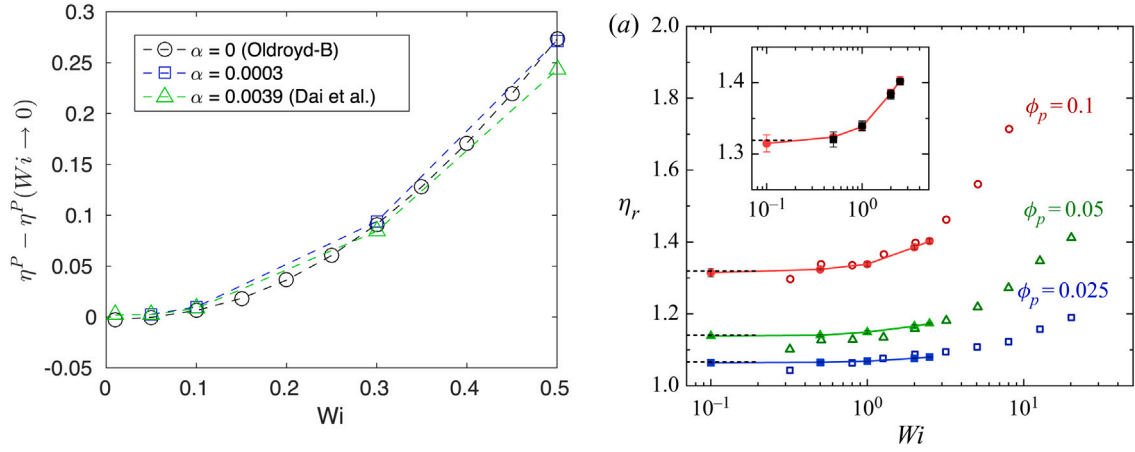 0.3
0.25
0.2
0.15
0.1
0.05
0
-0.05
η^P − η^P(Wi → 0)
α = 0 (Oldroyd-B)
α = 0.0003
α = 0.0039 (Dai et al.)
0 0.1 0.2 0.3 0.4 0.5
Wi
(a)
2.0
1.8
1.6
1.4
1.2
1.0
η_r
1.4
1.3
10^−1 10^0
ϕ_p = 0.1
ϕ_p = 0.05
ϕ_p = 0.025
10^−1 10^0 10^1
Wi